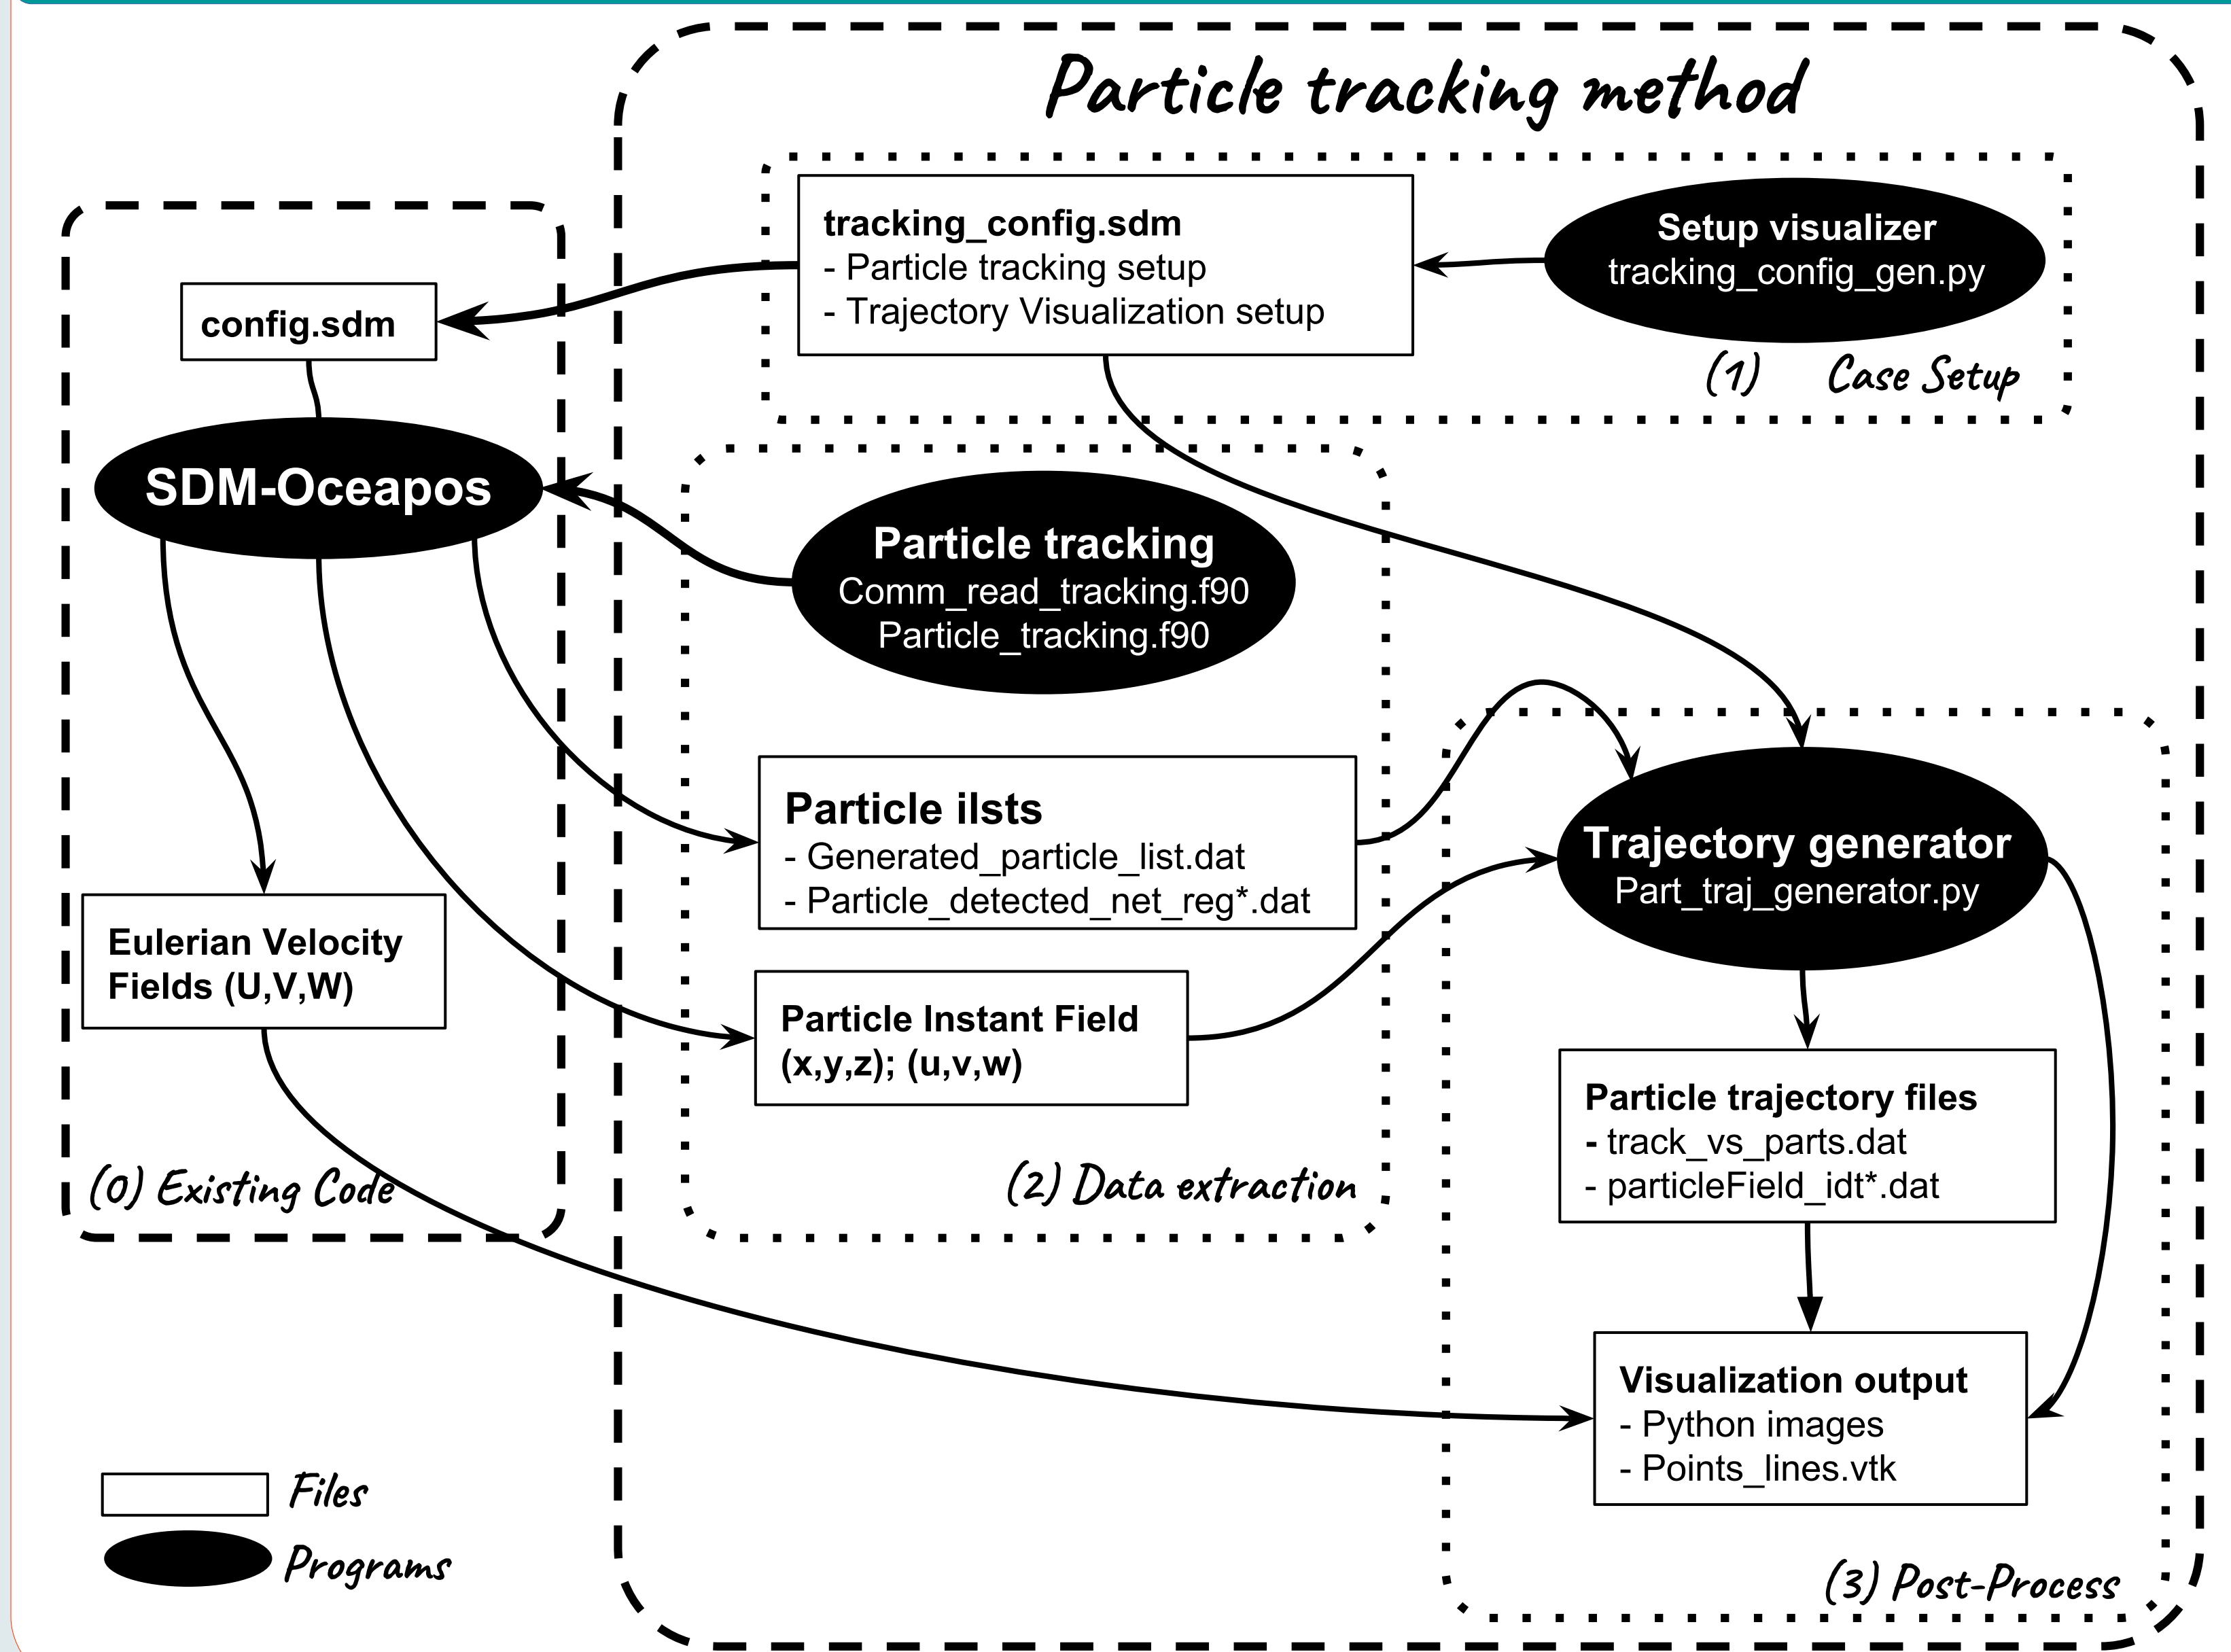 Particle tracking method
tracking_config.sdm
- Particle tracking setup
- Trajectory Visualization setup
Setup visualizer
tracking_config_gen.py
(1) Case Setup
config.sdm
SDM-Oceapos
Particle tracking
Comm_read_tracking.f90
Particle_tracking.f90
Particle ilsts
- Generated_particle_list.dat
- Particle_detected_net_reg*.dat
Trajectory generator
Part_traj_generator.py
Eulerian Velocity
Fields (U,V,W)
Particle Instant Field
(x,y,z); (u,v,w)
Particle trajectory files
- track_vs_parts.dat
- particleField_idt*.dat
(0) Existing Code
(2) Data extraction
Visualization output
- Python images
- Points_lines.vtk
Files
Programs
(3) Post-Process